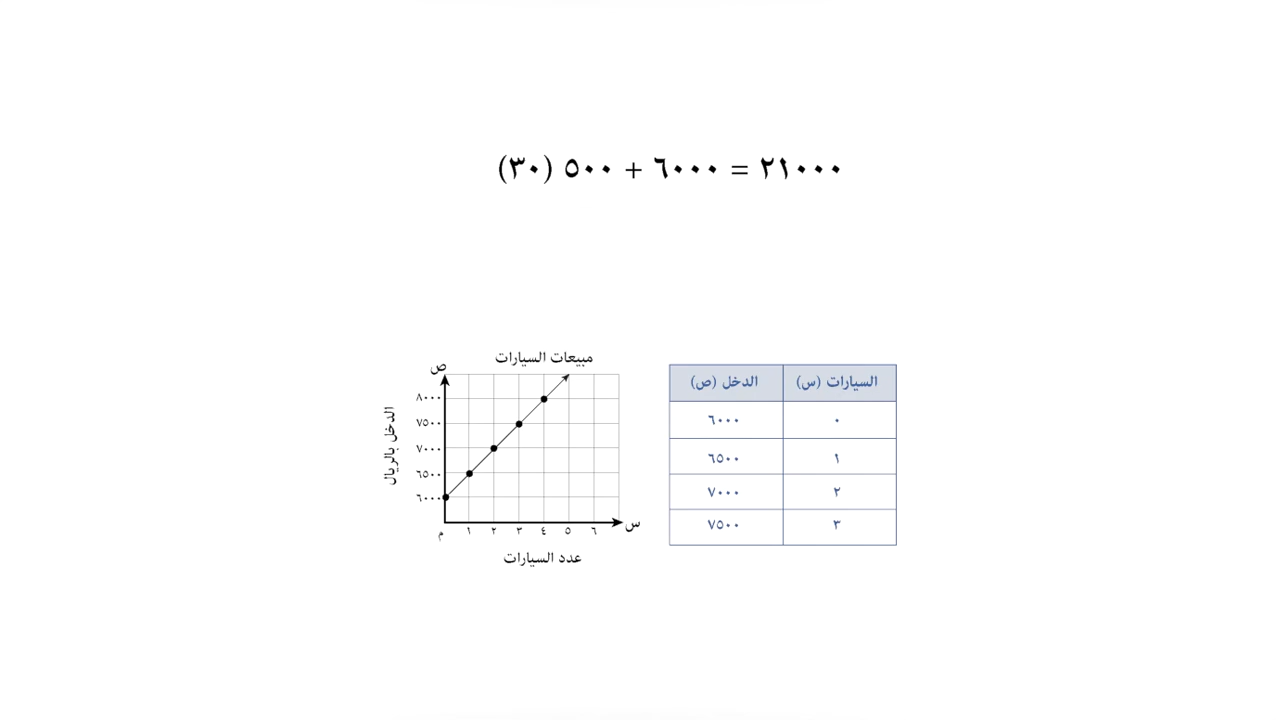 ٢١٠٠٠ = ٦٠٠٠ + ٥٠٠ (٣٠)
مبيعات السيارات
ص
٨٠٠٠
٧٥٠٠
٧٠٠٠
٦٥٠٠
٦٠٠٠
الدخل بالريال
م ١ ٢ ٣ ٤ ٥ ٦ س
عدد السيارات
السيارات (س) الدخل (ص)
٠ ٦٠٠٠
١ ٦٥٠٠
٢ ٧٠٠٠
٣ ٧٥٠٠